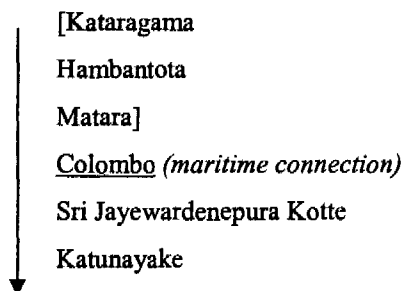 [Kataragama
Hambantota
Matara]
Colombo (maritime connection)
Sri Jayewardenepura Kotte
Katunayake